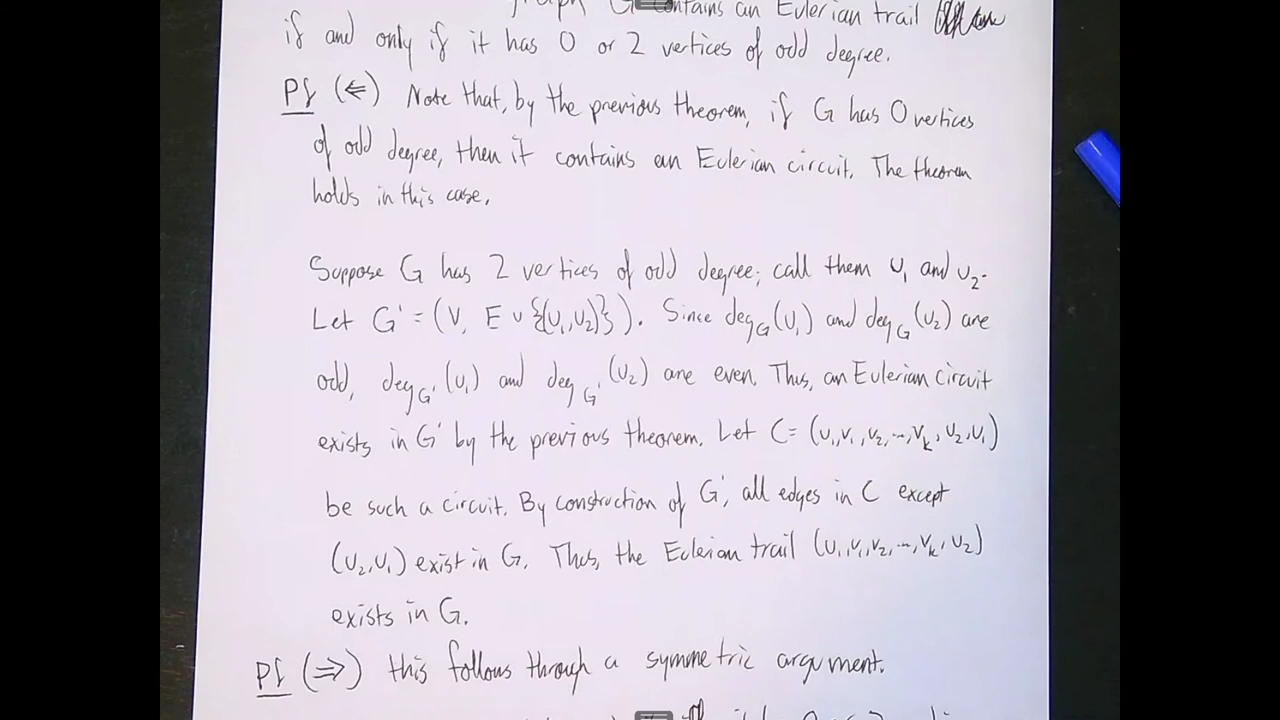 graph G contains an Eulerian trail
if and only if it has 0 or 2 vertices of odd degree.
Pf (⇐) Note that, by the previous theorem, if G has 0 vertices
of odd degree, then it contains an Eulerian circuit. The theorem
holds in this case.
Suppose G has 2 vertices of odd degree; call them u₁ and u₂.
Let G' = (V, E ∪ {(u₁,u₂)}). Since deg_G(u₁) and deg_G(u₂) are
odd, deg_G'(u₁) and deg_G'(u₂) are even. Thus, an Eulerian circuit
exists in G' by the previous theorem. Let C = (u₁,v₁,v₂,...,vₖ,u₂,u₁)
be such a circuit. By construction of G', all edges in C except
(u₂,u₁) exist in G. Thus, the Eulerian trail (u₁,v₁,v₂,...,vₖ,u₂)
exists in G.
Pf (⇒) this follows through a symmetric argument.